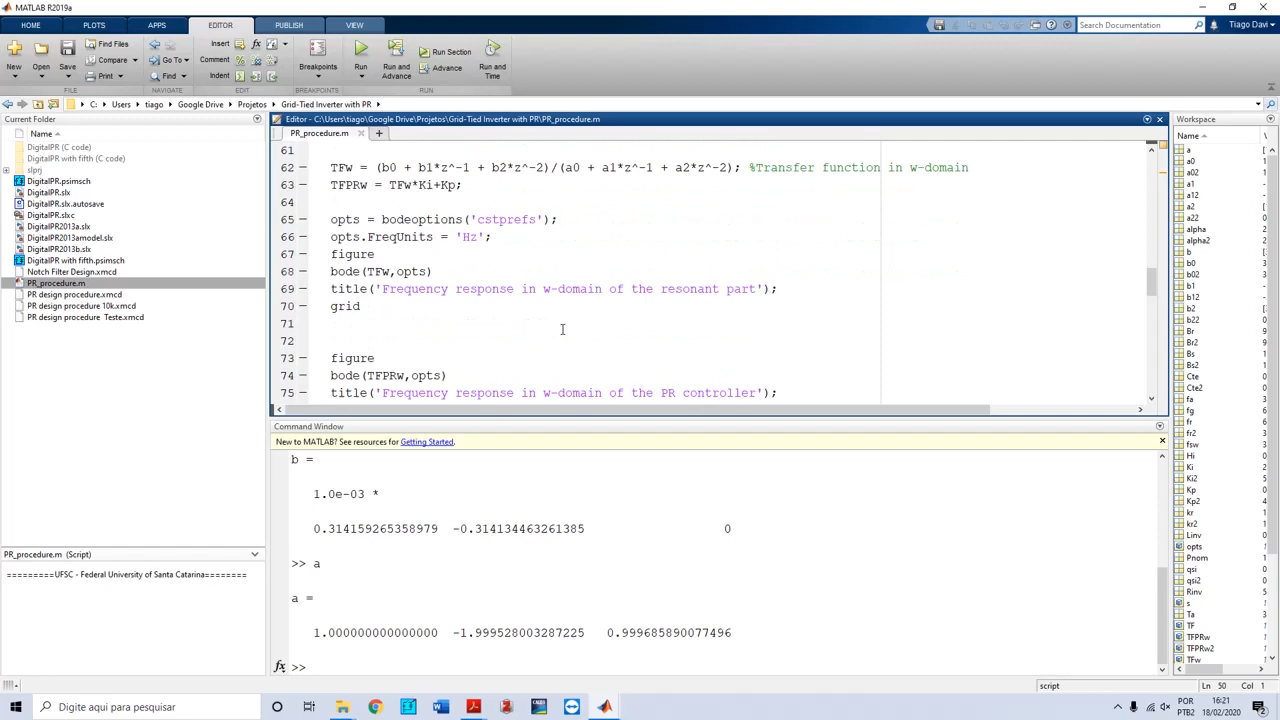 MATLAB R2019a
HOME PLOTS APPS EDITOR PUBLISH VIEW
Search Documentation
Tiago Davi
New Open Save
Find Files
Compare
Print
Go To
Find
Insert
Comment
Indent
Breakpoints
Run
Run and Advance
Run Section
Advance
Run and Time
FILE NAVIGATE EDIT BREAKPOINTS RUN
C: Users tiago Google Drive Projetos Grid-Tied Inverter with PR
Current Folder
Name
DigitalPR (C code)
DigitalPR with fifth (C code)
slprj
DigitalPR.psimsch
DigitalPR.slx
DigitalPR.slx.autosave
DigitalPR.slxc
DigitalPR2013a.slx
DigitalPR2013amodel.slx
DigitalPR2013b.slx
DigitalPR with fifth.psimsch
Notch Filter Design.xmcd
PR_procedure.m
PR design procedure.xmcd
PR design procedure 10k.xmcd
PR design procedure Teste.xmcd
PR_procedure.m (Script)
=========UFSC - Federal University of Santa Catarina========
Editor - C:\Users\tiago\Google Drive\Projetos\Grid-Tied Inverter with PR\PR_procedure.m
PR_procedure.m
61
62 TFw = (b0 + b1*z^-1 + b2*z^-2)/(a0 + a1*z^-1 + a2*z^-2); %Transfer function in w-domain
63 TFPRw = TFw*Ki+Kp;
64
65 opts = bodeoptions('cstprefs');
66 opts.FreqUnits = 'Hz';
67 figure
68 bode(TFw,opts)
69 title('Frequency response in w-domain of the resonant part');
70 grid
71
72
73 figure
74 bode(TFPRw,opts)
75 title('Frequency response in w-domain of the PR controller');
Command Window
New to MATLAB? See resources for Getting Started.
b =
1.0e-03 *
0.314159265358979 -0.314134463261385 0
>> a
a =
1.000000000000000 -1.999528003287225 0.999685890077496
fx >>
Workspace
Name
a
a0
a02
a1
a12
a2
a22
alpha
alpha2
b
b0
b02
b1
b12
b2
b22
Br
Br2
Bs
Bs2
Cte
Cte2
fa
fg
fr
fr2
fsw
Hi
Ki
Ki2
Kp
Kp2
kr
kr2
Linv
opts
Pnom
qsi
qsi2
Rinv
s
Ta
TF
TFPRw
TFPRw2
TFw
script
Ln 50 Col 1
Digite aqui para pesquisar
POR
PTB2
16:21
18/02/2020